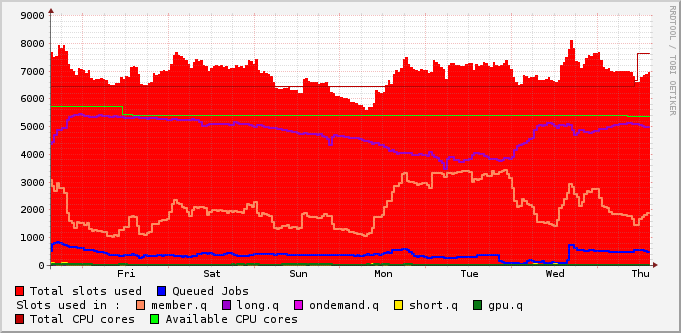 9000
8000
7000
6000
5000
4000
3000
2000
1000
0
Fri Sat Sun Mon Tue Wed Thu
RRDTOOL / TOBI OETIKER
Total slots used Queued Jobs
Slots used in : member.q long.q ondemand.q short.q gpu.q
Total CPU cores Available CPU cores